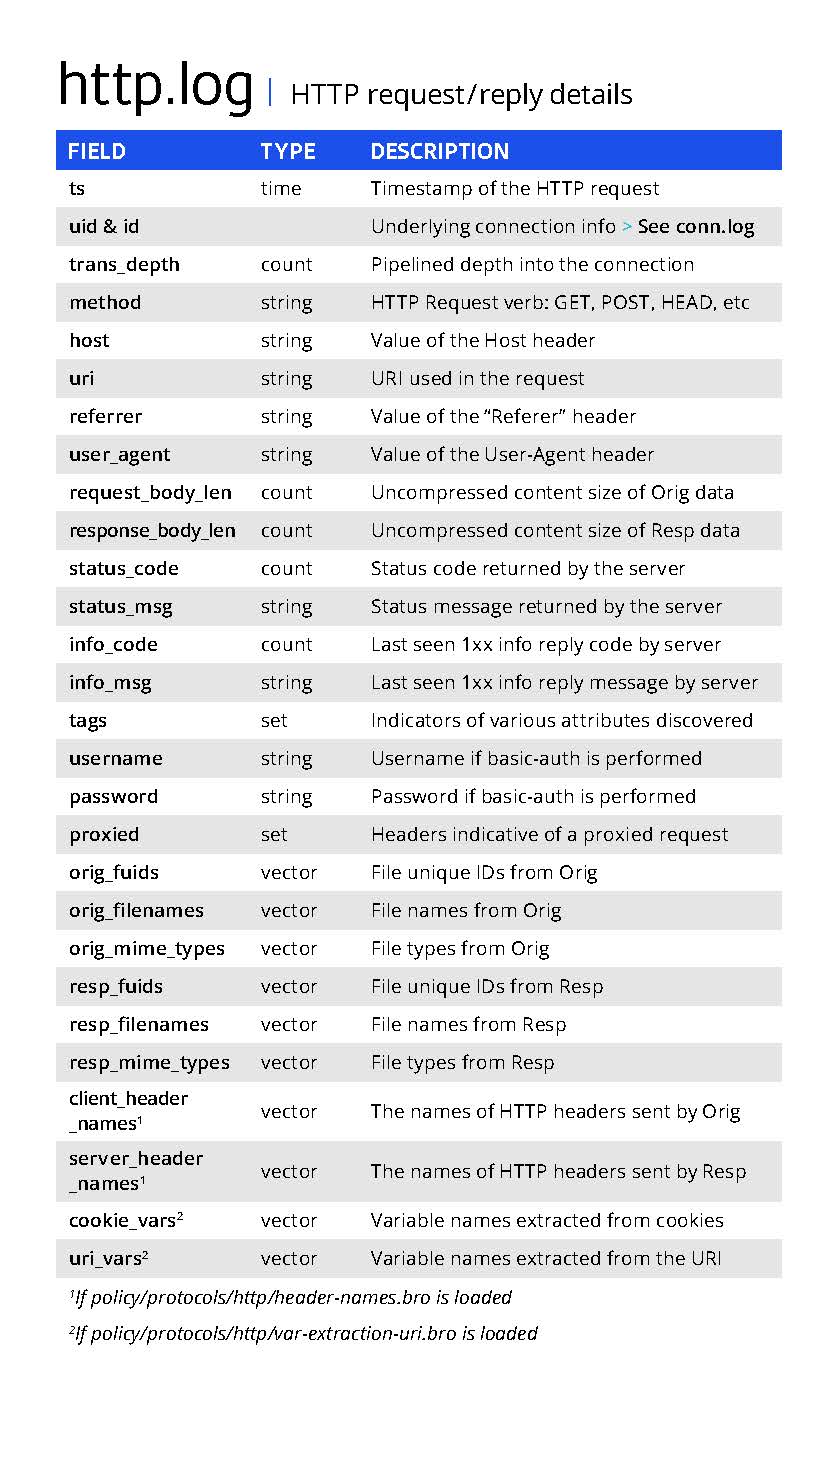 http.log | HTTP request/reply details
FIELD TYPE DESCRIPTION
ts time Timestamp of the HTTP request
uid & id Underlying connection info > See conn.log
trans_depth count Pipelined depth into the connection
method string HTTP Request verb: GET, POST, HEAD, etc
host string Value of the Host header
uri string URI used in the request
referrer string Value of the “Referer” header
user_agent string Value of the User-Agent header
request_body_len count Uncompressed content size of Orig data
response_body_len count Uncompressed content size of Resp data
status_code count Status code returned by the server
status_msg string Status message returned by the server
info_code count Last seen 1xx info reply code by server
info_msg string Last seen 1xx info reply message by server
tags set Indicators of various attributes discovered
username string Username if basic-auth is performed
password string Password if basic-auth is performed
proxied set Headers indicative of a proxied request
orig_fuids vector File unique IDs from Orig
orig_filenames vector File names from Orig
orig_mime_types vector File types from Orig
resp_fuids vector File unique IDs from Resp
resp_filenames vector File names from Resp
resp_mime_types vector File types from Resp
client_header
_names¹ vector The names of HTTP headers sent by Orig
server_header
_names¹ vector The names of HTTP headers sent by Resp
cookie_vars² vector Variable names extracted from cookies
uri_vars² vector Variable names extracted from the URI
¹If policy/protocols/http/header-names.bro is loaded
²If policy/protocols/http/var-extraction-uri.bro is loaded